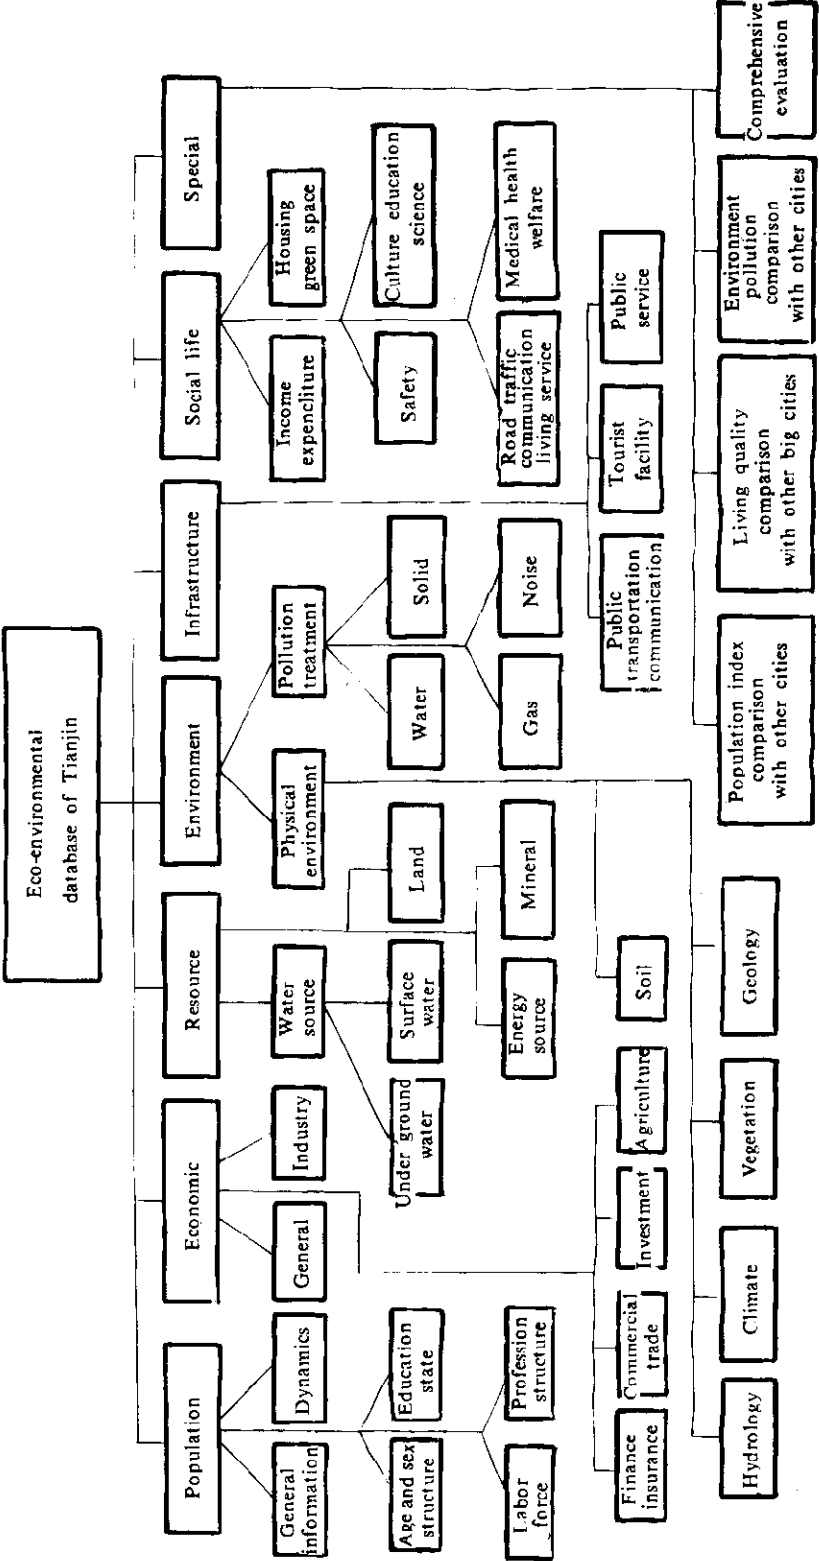 Eco-environmental
database of Tianjin
Population
Economic
Resource
Environment
Infrastructure
Social life
Special
General
information
Dynamics
General
Industry
Water
source
Physical
environment
Pollution
treatment
Income
expencliture
Housing
green space
Age and sex
structure
Education
state
Under ground
water
Surface
water
Land
Water
Solid
Safety
Culture education
science
Labor
force
Profession
structure
Energy
source
Mineral
Gas
Noise
Road traffic
communication
living service
Medical health
welfare
Finance
insurance
Commercial
trade
Investment
Agriculture
Soil
Public
transportation
communication
Tourist
facility
Public
service
Hydrology
Climate
Vegetation
Geology
Population index
comparison
with other cities
Living quality
comparison
with other big cities
Environment
pollution
comparison
with other cities
Comprehensive
evaluation